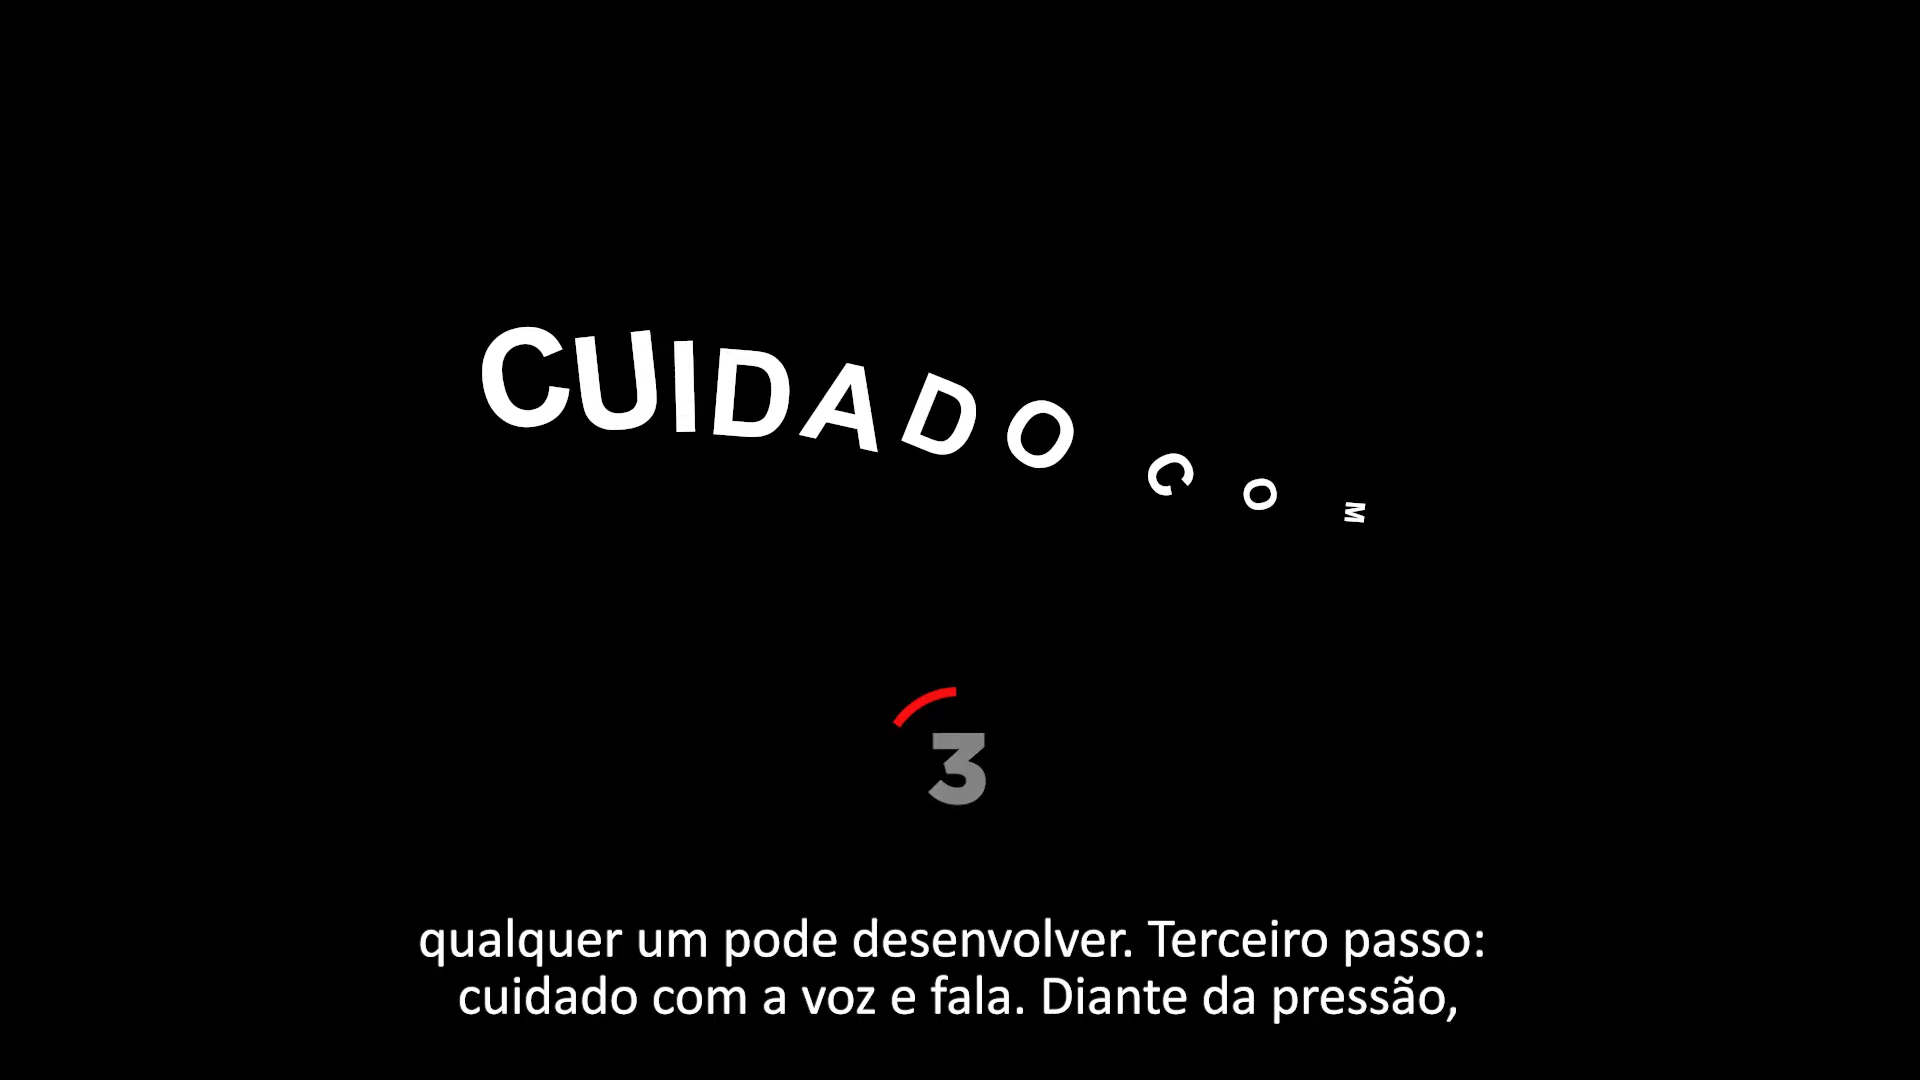 CUIDADO COM
3
qualquer um pode desenvolver. Terceiro passo:
cuidado com a voz e fala. Diante da pressão,